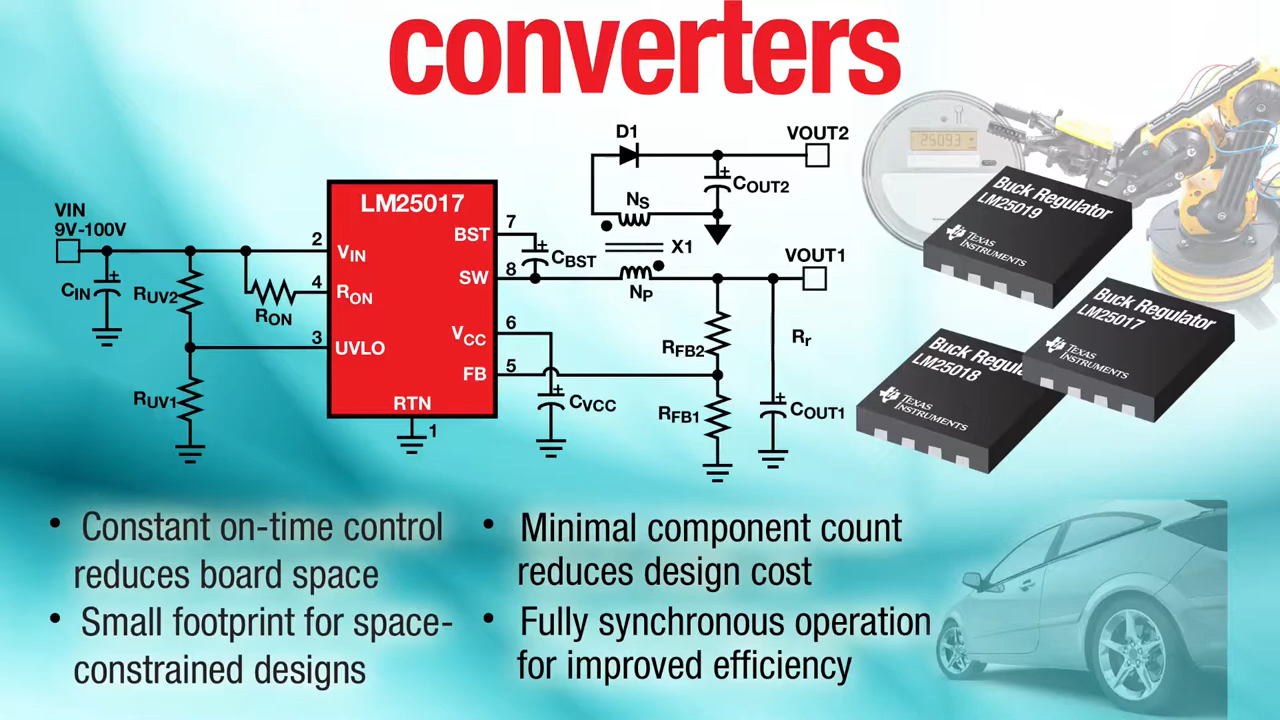 converters
D1
VOUT2
COUT2
NS
X1
NP
VOUT1
VIN
9V-100V
CIN
RUV2
RON
RUV1
LM25017
2
VIN
4
RON
3
UVLO
RTN
1
BST
7
SW
8
VCC
6
FB
5
CBST
CVCC
RFB2
RFB1
Rr
COUT1
25093
Buck Regulator
LM25019
TEXAS
INSTRUMENTS
Buck Regulator
LM25017
TEXAS
INSTRUMENTS
Buck Regula
LM25018
TEXAS
INSTRUMENTS
• Constant on-time control
reduces board space
• Small footprint for space-
constrained designs
• Minimal component count
reduces design cost
• Fully synchronous operation
for improved efficiency